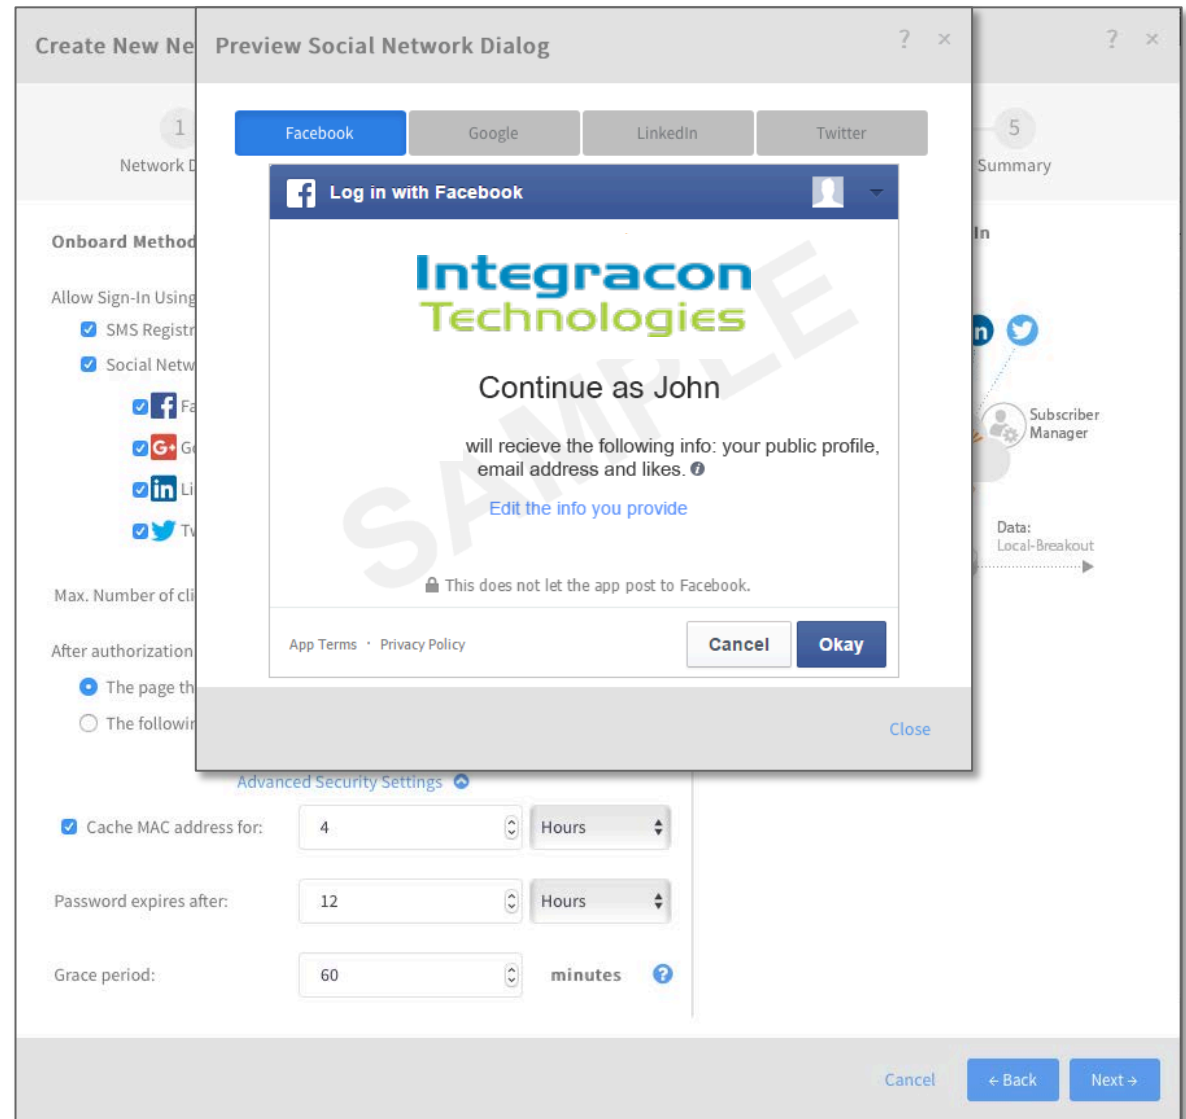 Create New Ne
Preview Social Network Dialog
? ×
? ×
1
Network D
5
Summary
Facebook
Google
LinkedIn
Twitter
f Log in with Facebook
Onboard Method
In
Integracon
Technologies
SAMPLE
Allow Sign-In Using
SMS Registr
Social Netw
f Fa
G+ Go
in Li
Tw
n
Continue as John
will recieve the following info: your public profile,
email address and likes. i
Edit the info you provide
Subscriber
Manager
Data:
Local-Breakout
This does not let the app post to Facebook.
Max. Number of cli
App Terms · Privacy Policy
Cancel
Okay
After authorization
The page th
The followin
Close
Advanced Security Settings
Cache MAC address for: 4 Hours
Password expires after: 12 Hours
Grace period: 60 minutes ?
Cancel
← Back
Next →